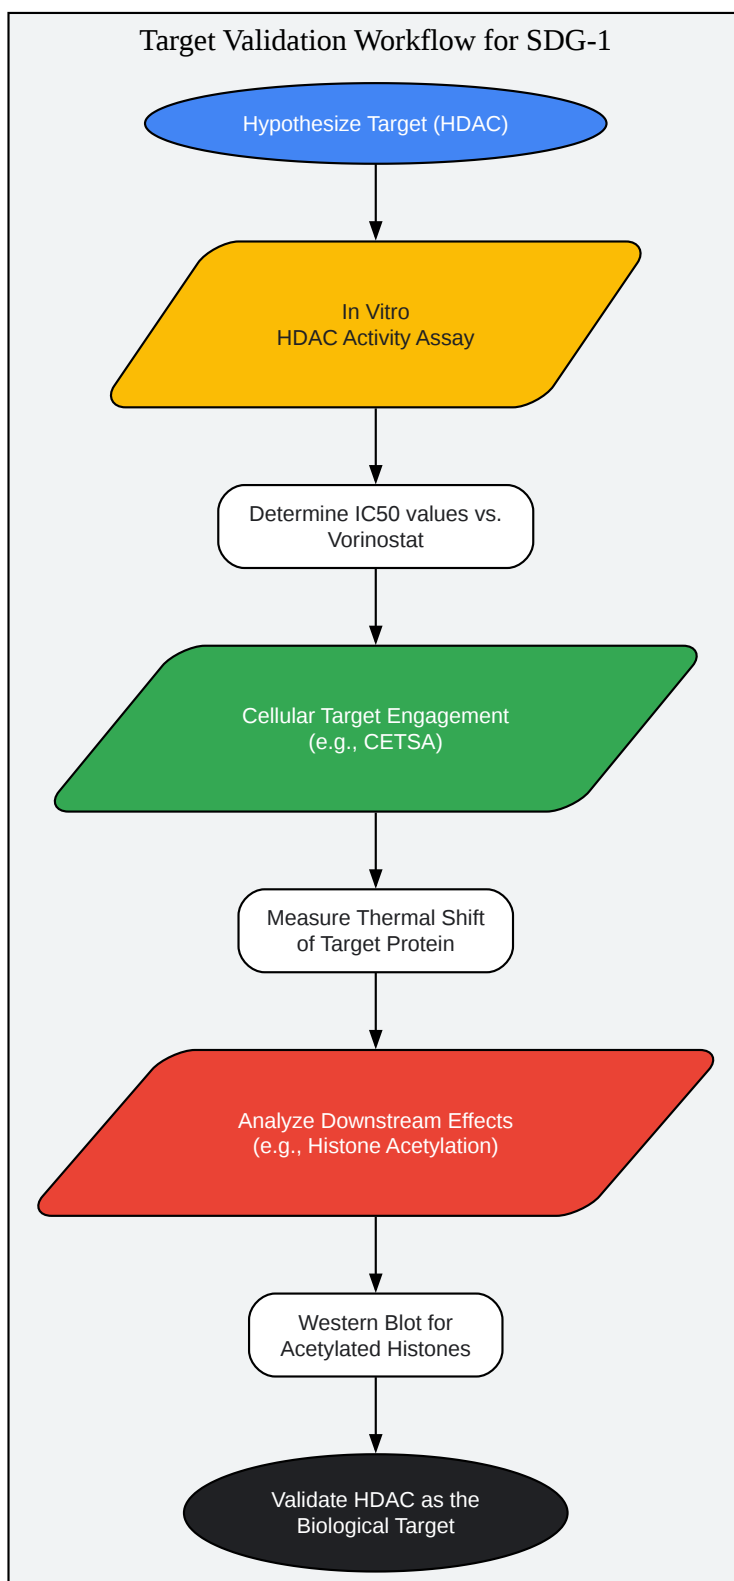 Target Validation Workflow for SDG-1
Hypothesize Target (HDAC)
In Vitro
HDAC Activity Assay
Determine IC50 values vs.
Vorinostat
Cellular Target Engagement
(e.g., CETSA)
Measure Thermal Shift
of Target Protein
Analyze Downstream Effects
(e.g., Histone Acetylation)
Western Blot for
Acetylated Histones
Validate HDAC as the
Biological Target